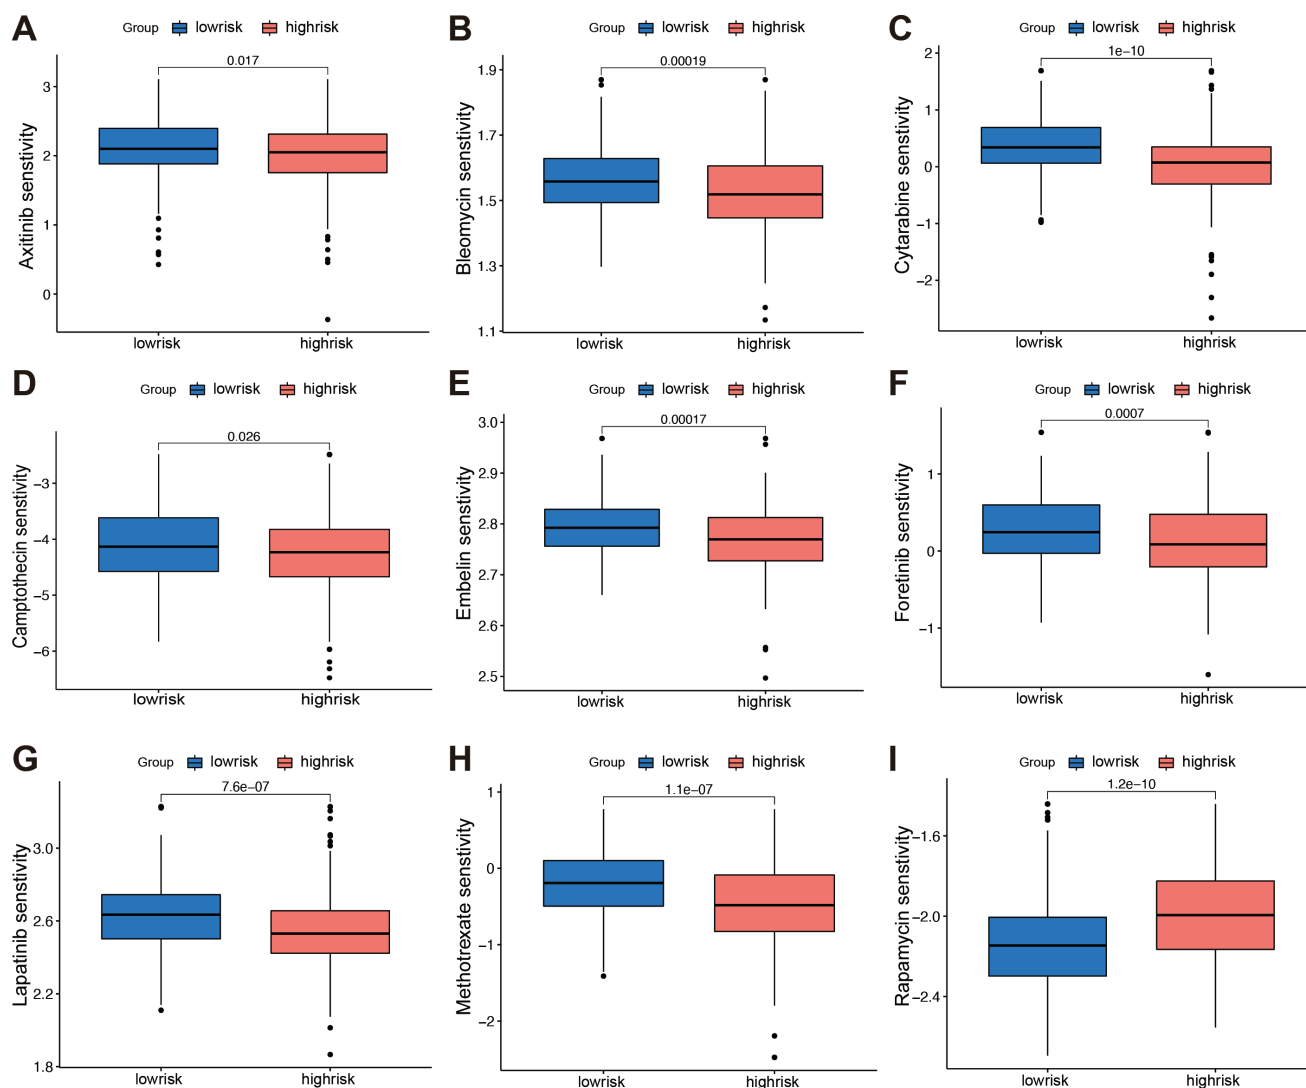 A
Group lowrisk highrisk
0.017
3
2
1
0
Axitinib senstivity
lowrisk highrisk
B
Group lowrisk highrisk
0.00019
1.9
1.7
1.5
1.3
1.1
Bleomycin senstivity
lowrisk highrisk
C
Group lowrisk highrisk
1e−10
2
1
0
−1
−2
Cytarabine senstivity
lowrisk highrisk
D
Group lowrisk highrisk
0.026
−3
−4
−5
−6
Camptothecin senstivity
lowrisk highrisk
E
Group lowrisk highrisk
0.00017
3.0
2.9
2.8
2.7
2.6
2.5
Embelin senstivity
lowrisk highrisk
F
Group lowrisk highrisk
0.0007
1
0
−1
Foretinib senstivity
lowrisk highrisk
G
Group lowrisk highrisk
7.6e−07
3.0
2.6
2.2
1.8
Lapatinib senstivity
lowrisk highrisk
H
Group lowrisk highrisk
1.1e−07
1
0
−1
−2
Methotrexate senstivity
lowrisk highrisk
I
Group lowrisk highrisk
1.2e−10
−1.6
−2.0
−2.4
Rapamycin senstivity
lowrisk highrisk